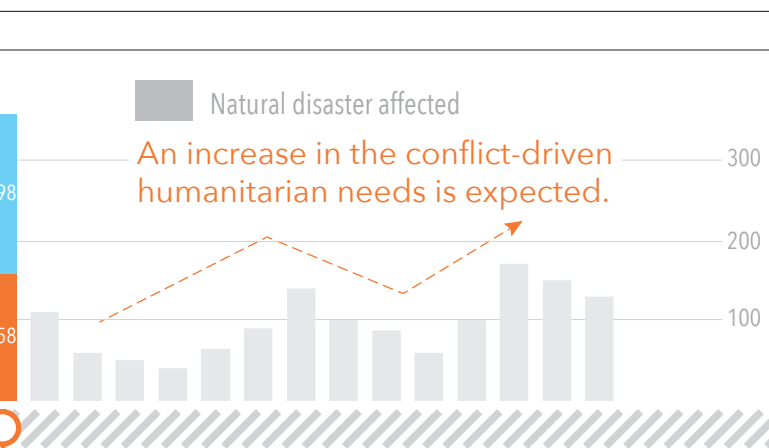 Natural disaster affected
An increase in the conflict-driven
humanitarian needs is expected.
300
200
100